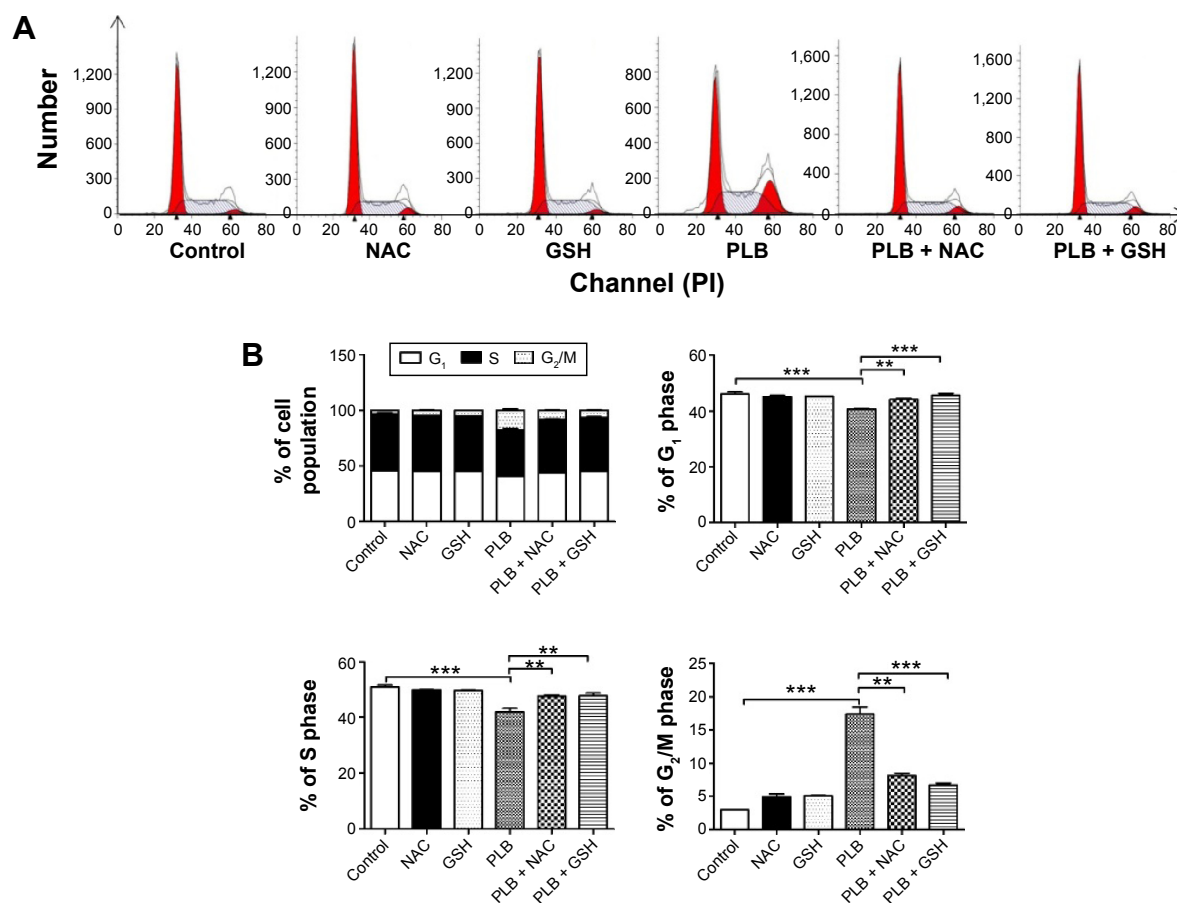 A
Number
1,200
900
600
300
0
0 20 40 60 80
Control
1,200
900
600
300
0
0 20 40 60 80
NAC
1,200
900
600
300
0
0 20 40 60 80
GSH
800
600
400
200
0
0 20 40 60 80
PLB
1,600
1,200
800
400
0
0 20 40 60 80
PLB + NAC
1,600
1,200
800
400
0
0 20 40 60 80
PLB + GSH
Channel (PI)
B
G₁ S G₂/M
% of cell
population
150
100
50
0
Control NAC GSH PLB PLB + NAC PLB + GSH
% of G₁ phase
60
40
20
0
***
**
***
Control NAC GSH PLB PLB + NAC PLB + GSH
% of S phase
60
40
20
0
**
***
**
Control NAC GSH PLB PLB + NAC PLB + GSH
% of G₂/M phase
25
20
15
10
5
0
***
**
***
Control NAC GSH PLB PLB + NAC PLB + GSH